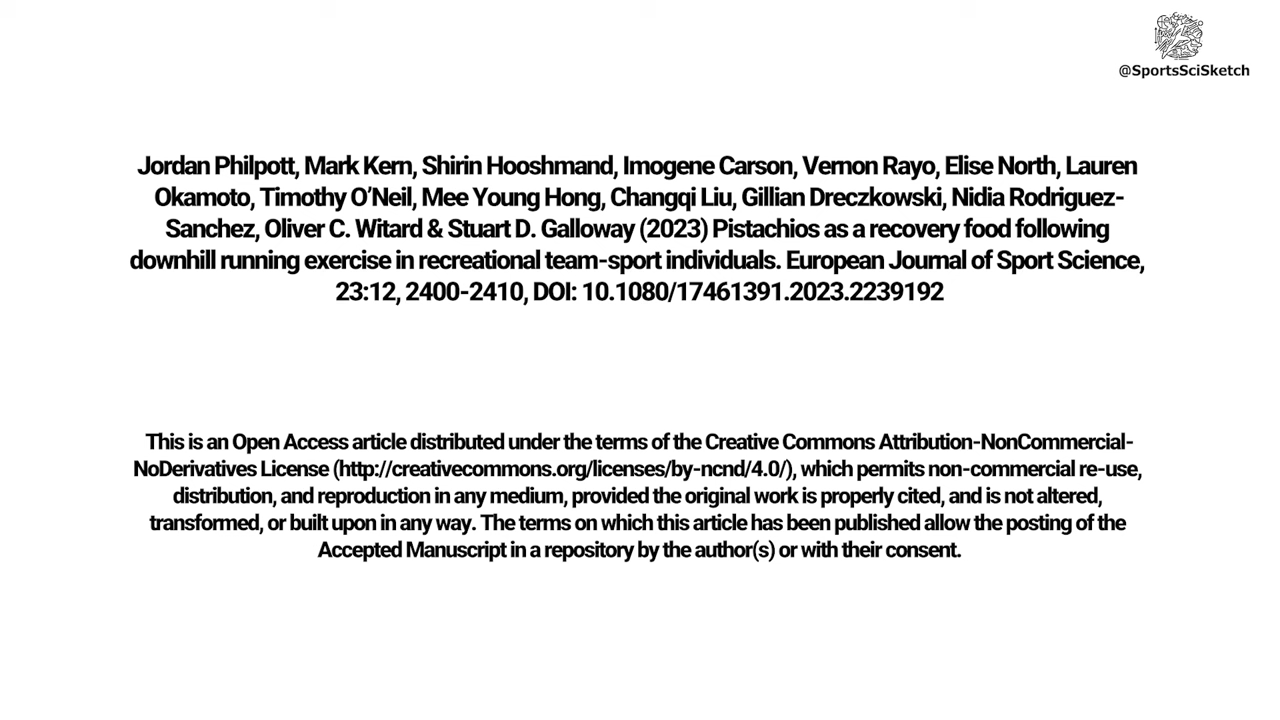 @SportsSciSketch
Jordan Philpott, Mark Kern, Shirin Hooshmand, Imogene Carson, Vernon Rayo, Elise North, Lauren
Okamoto, Timothy O’Neil, Mee Young Hong, Changqi Liu, Gillian Dreczkowski, Nidia Rodriguez-
Sanchez, Oliver C. Witard & Stuart D. Galloway (2023) Pistachios as a recovery food following
downhill running exercise in recreational team-sport individuals. European Journal of Sport Science,
23:12, 2400-2410, DOI: 10.1080/17461391.2023.2239192
This is an Open Access article distributed under the terms of the Creative Commons Attribution-NonCommercial-
NoDerivatives License (http://creativecommons.org/licenses/by-ncnd/4.0/), which permits non-commercial re-use,
distribution, and reproduction in any medium, provided the original work is properly cited, and is not altered,
transformed, or built upon in any way. The terms on which this article has been published allow the posting of the
Accepted Manuscript in a repository by the author(s) or with their consent.